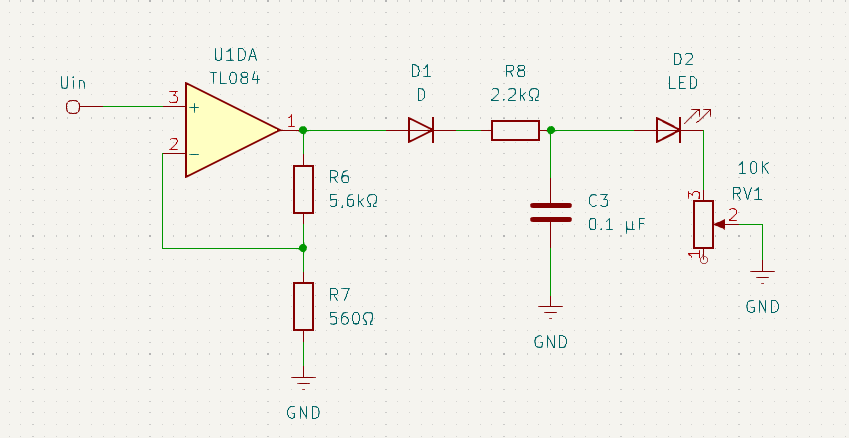 U1DA
TL084
Uin
3
+
2
−
1
R6
5,6kΩ
R7
560Ω
GND
D1
D
R8
2.2kΩ
C3
0.1 µF
GND
D2
LED
10K
RV1
3
2
1
GND